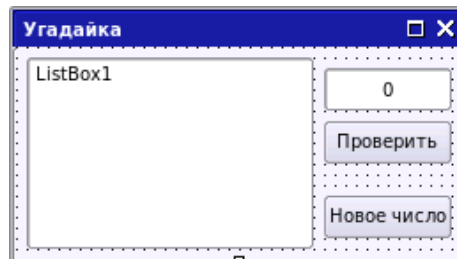 Угадайка
ListBox1
0
Проверить
Новое число